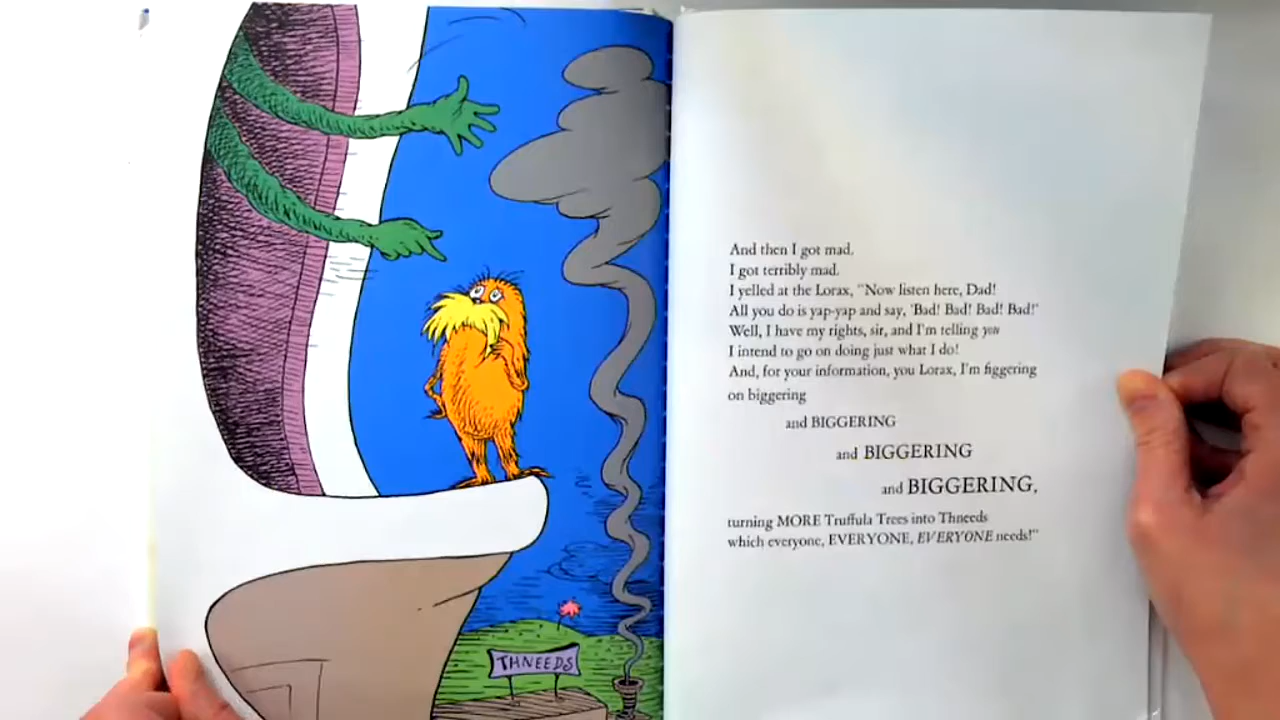 THNEEDS
And then I got mad.
I got terribly mad.
I yelled at the Lorax, "Now listen here, Dad!
All you do is yap-yap and say, 'Bad! Bad! Bad! Bad!'
Well, I have my rights, sir, and I'm telling you
I intend to go on doing just what I do!
And, for your information, you Lorax, I'm figgering
on biggering
and BIGGERING
and BIGGERING
and BIGGERING,
turning MORE Truffula Trees into Thneeds
which everyone, EVERYONE, EVERYONE needs!"